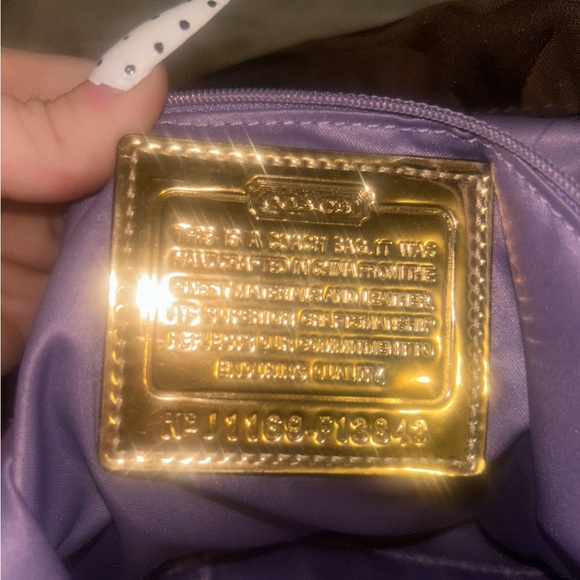 COACH
THIS IS A COACH BAG. IT WAS
HANDCRAFTED IN CHINA FROM THE
FINEST MATERIALS AND LEATHER.
ITS SUPERIOR CRAFTSMANSHIP
REFLECTS OUR COMMITMENT TO
ENDURING QUALITY.
Nº J1169-F13843